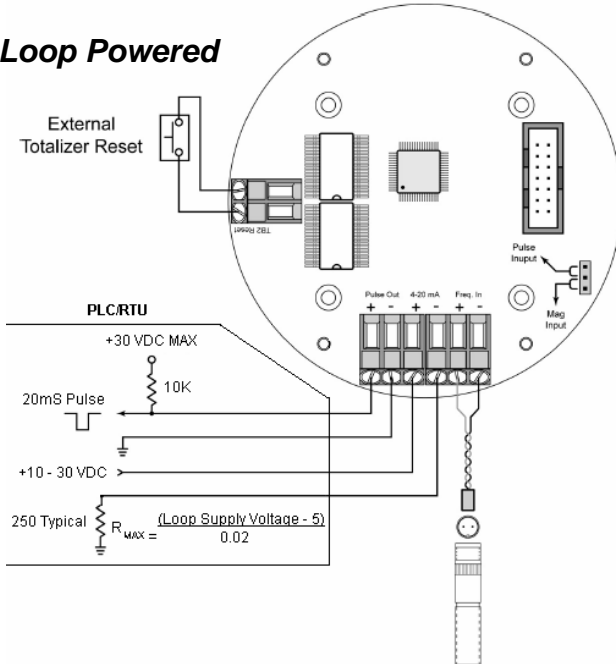 Loop Powered
External
Totalizer Reset
TB2 Reset
Pulse
Inuput
Mag
Input
Pulse Out 4-20 mA Freq. In
+ - + - + -
PLC/RTU
+30 VDC MAX
10K
20mS Pulse
+10 - 30 VDC
250 Typical R MAX = (Loop Supply Voltage - 5)
0.02